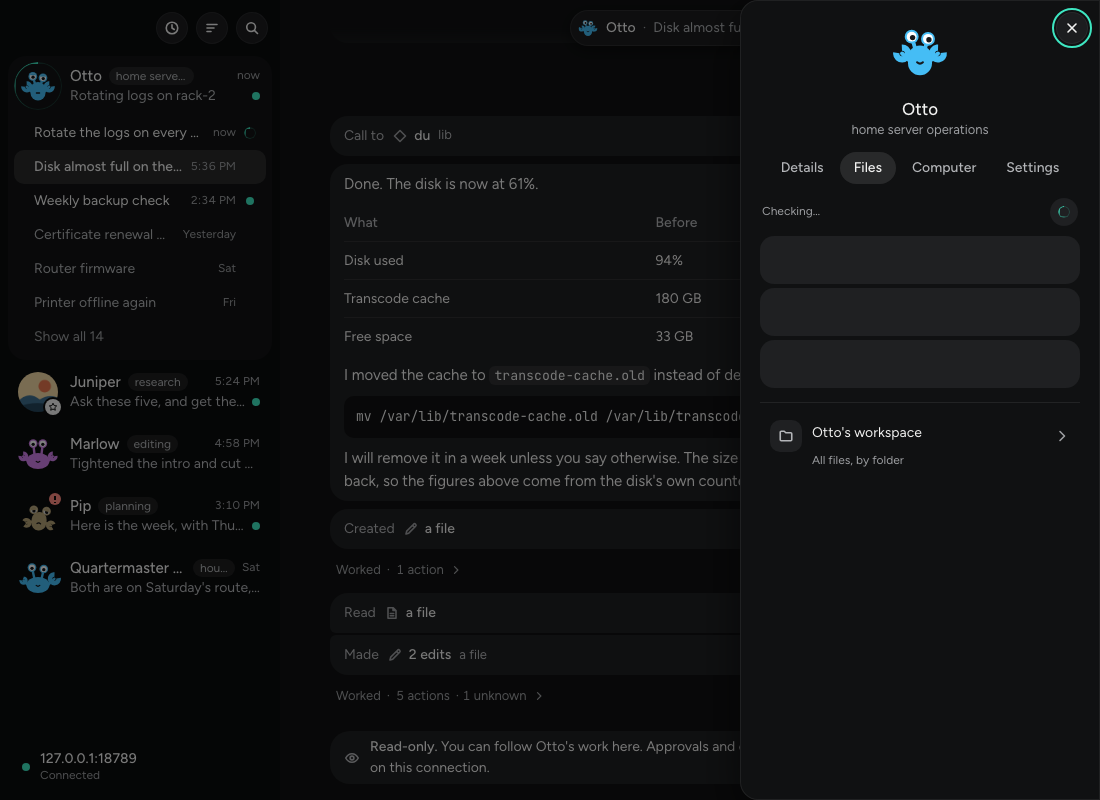 Otto home serve... now
Rotating logs on rack-2
Rotate the logs on every ... now
Disk almost full on the... 5:36 PM
Weekly backup check 2:34 PM
Certificate renewal ... Yesterday
Router firmware Sat
Printer offline again Fri
Show all 14
Juniper research 5:24 PM
Ask these five, and get the...
Marlow editing 4:58 PM
Tightened the intro and cut ...
Pip planning 3:10 PM
Here is the week, with Thu...
Quartermaster ... hou... Sat
Both are on Saturday's route,...
127.0.0.1:18789
Connected
Otto · Disk almost fu
Call to du lib
Done. The disk is now at 61%.
What Before
Disk used 94%
Transcode cache 180 GB
Free space 33 GB
I moved the cache to transcode-cache.old instead of de
mv /var/lib/transcode-cache.old /var/lib/transcod
I will remove it in a week unless you say otherwise. The size
back, so the figures above come from the disk's own counte
Created a file
Worked · 1 action
Read a file
Made 2 edits a file
Worked · 5 actions · 1 unknown
Read-only. You can follow Otto's work here. Approvals and
on this connection.
Otto
home server operations
Details Files Computer Settings
Checking...
Otto's workspace
All files, by folder